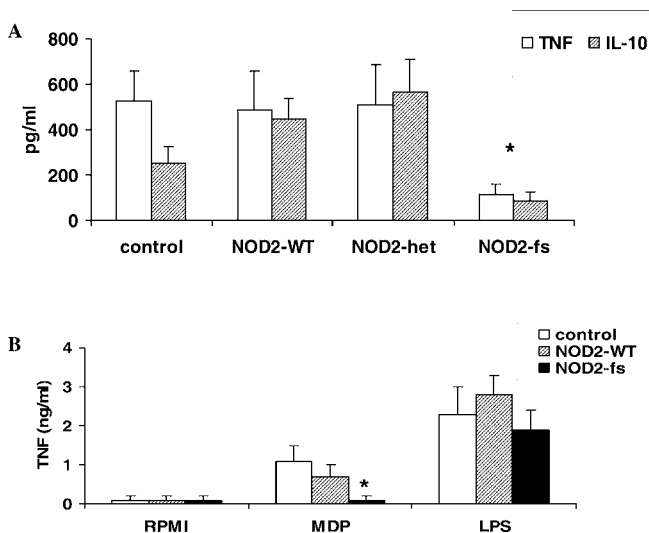 A
TNF IL-10
800
600
400
200
0
pg/ml
*
control NOD2-WT NOD2-het NOD2-fs
B
control
NOD2-WT
NOD2-fs
4
3
2
1
0
TNF (ng/ml)
*
RPMI MDP LPS